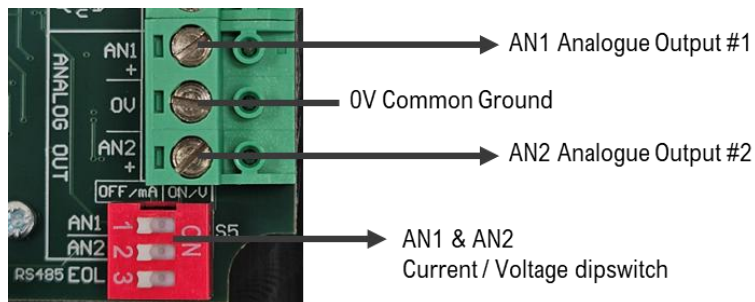 AN1
+
0V
AN2
+
ANALOG OUT
OFF/mA ON/V
AN1
AN2
RS485 EOL
1
2
3
ON
S5
AN1 Analogue Output #1
0V Common Ground
AN2 Analogue Output #2
AN1 & AN2
Current / Voltage dipswitch